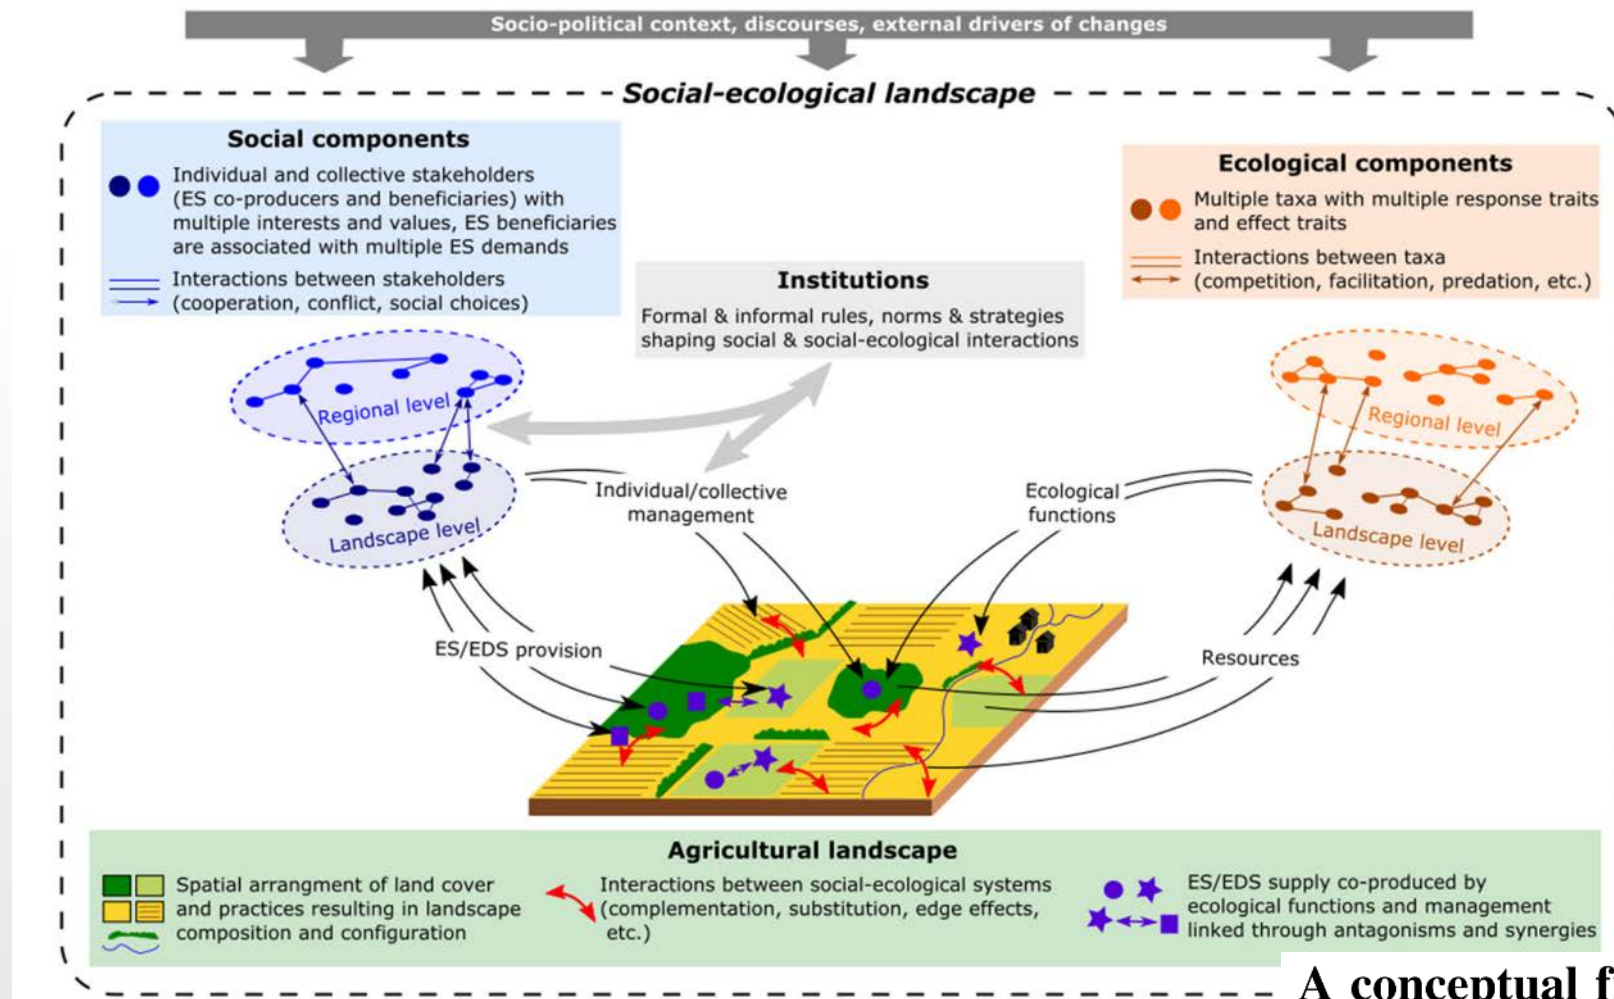 Socio-political context, discourses, external drivers of changes
Social-ecological landscape
Social components
Individual and collective stakeholders
(ES co-producers and beneficiaries) with
multiple interests and values, ES beneficiaries
are associated with multiple ES demands
Interactions between stakeholders
(cooperation, conflict, social choices)
Ecological components
Multiple taxa with multiple response traits
and effect traits
Interactions between taxa
(competition, facilitation, predation, etc.)
Institutions
Formal & informal rules, norms & strategies
shaping social & social-ecological interactions
Regional level
Landscape level
Regional level
Landscape level
Individual/collective
management
Ecological
functions
ES/EDS provision
Resources
Agricultural landscape
Spatial arrangment of land cover
and practices resulting in landscape
composition and configuration
Interactions between social-ecological systems
(complementation, substitution, edge effects,
etc.)
ES/EDS supply co-produced by
ecological functions and management
linked through antagonisms and synergies
A conceptual